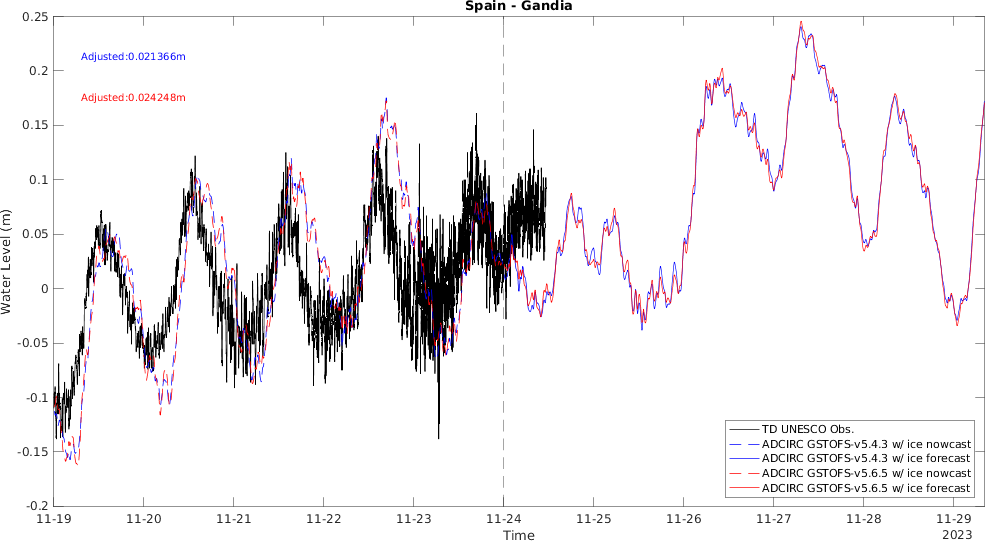 Spain - Gandia
Adjusted:0.021366m
Adjusted:0.024248m
Water Level (m)
0.25
0.2
0.15
0.1
0.05
0
-0.05
-0.1
-0.15
-0.2
TD UNESCO Obs.
ADCIRC GSTOFS-v5.4.3 w/ ice nowcast
ADCIRC GSTOFS-v5.4.3 w/ ice forecast
ADCIRC GSTOFS-v5.6.5 w/ ice nowcast
ADCIRC GSTOFS-v5.6.5 w/ ice forecast
11-19 11-20 11-21 11-22 11-23 11-24 11-25 11-26 11-27 11-28 11-29
Time
2023